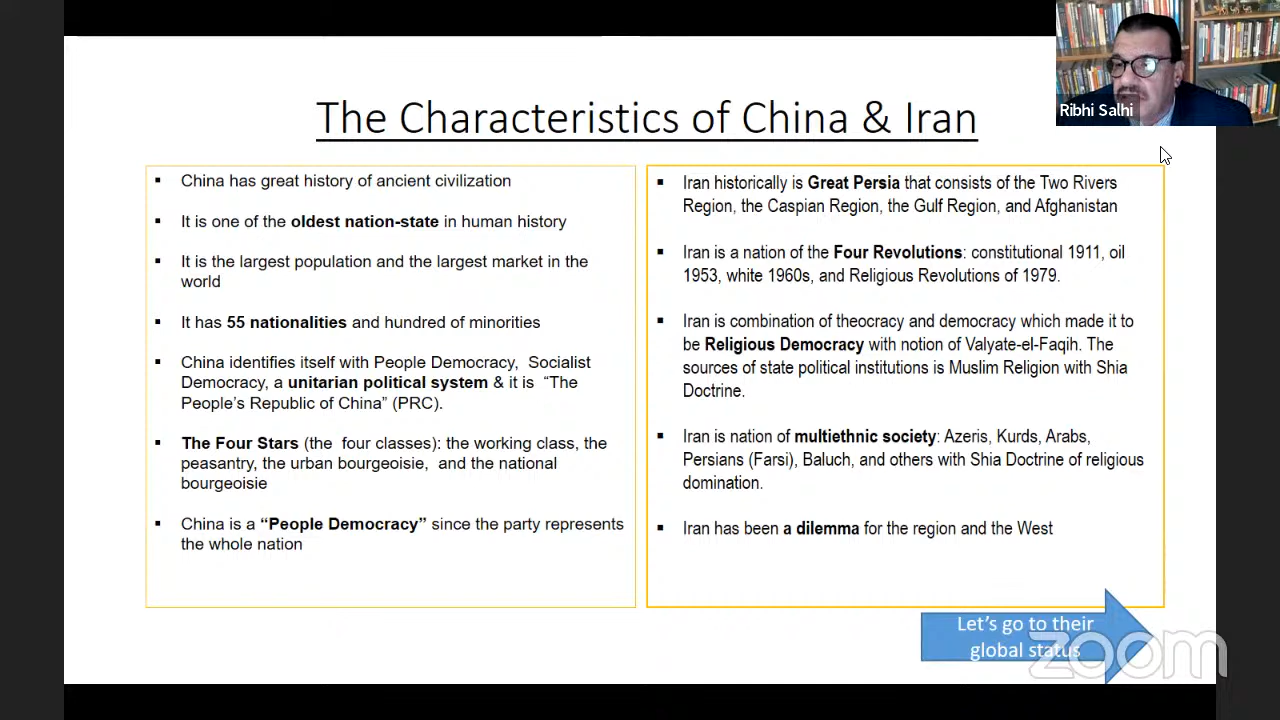 The Characteristics of China & Iran
Ribhi Salhi
▪ China has great history of ancient civilization
▪ It is one of the oldest nation-state in human history
▪ It is the largest population and the largest market in the
world
▪ It has 55 nationalities and hundred of minorities
▪ China identifies itself with People Democracy, Socialist
Democracy, a unitarian political system & it is “The
People’s Republic of China” (PRC).
▪ The Four Stars (the four classes): the working class, the
peasantry, the urban bourgeoisie, and the national
bourgeoisie
▪ China is a “People Democracy” since the party represents
the whole nation
▪ Iran historically is Great Persia that consists of the Two Rivers
Region, the Caspian Region, the Gulf Region, and Afghanistan
▪ Iran is a nation of the Four Revolutions: constitutional 1911, oil
1953, white 1960s, and Religious Revolutions of 1979.
▪ Iran is combination of theocracy and democracy which made it to
be Religious Democracy with notion of Valyate-el-Faqih. The
sources of state political institutions is Muslim Religion with Shia
Doctrine.
▪ Iran is nation of multiethnic society: Azeris, Kurds, Arabs,
Persians (Farsi), Baluch, and others with Shia Doctrine of religious
domination.
▪ Iran has been a dilemma for the region and the West
Let’s go to their
global status
zoom